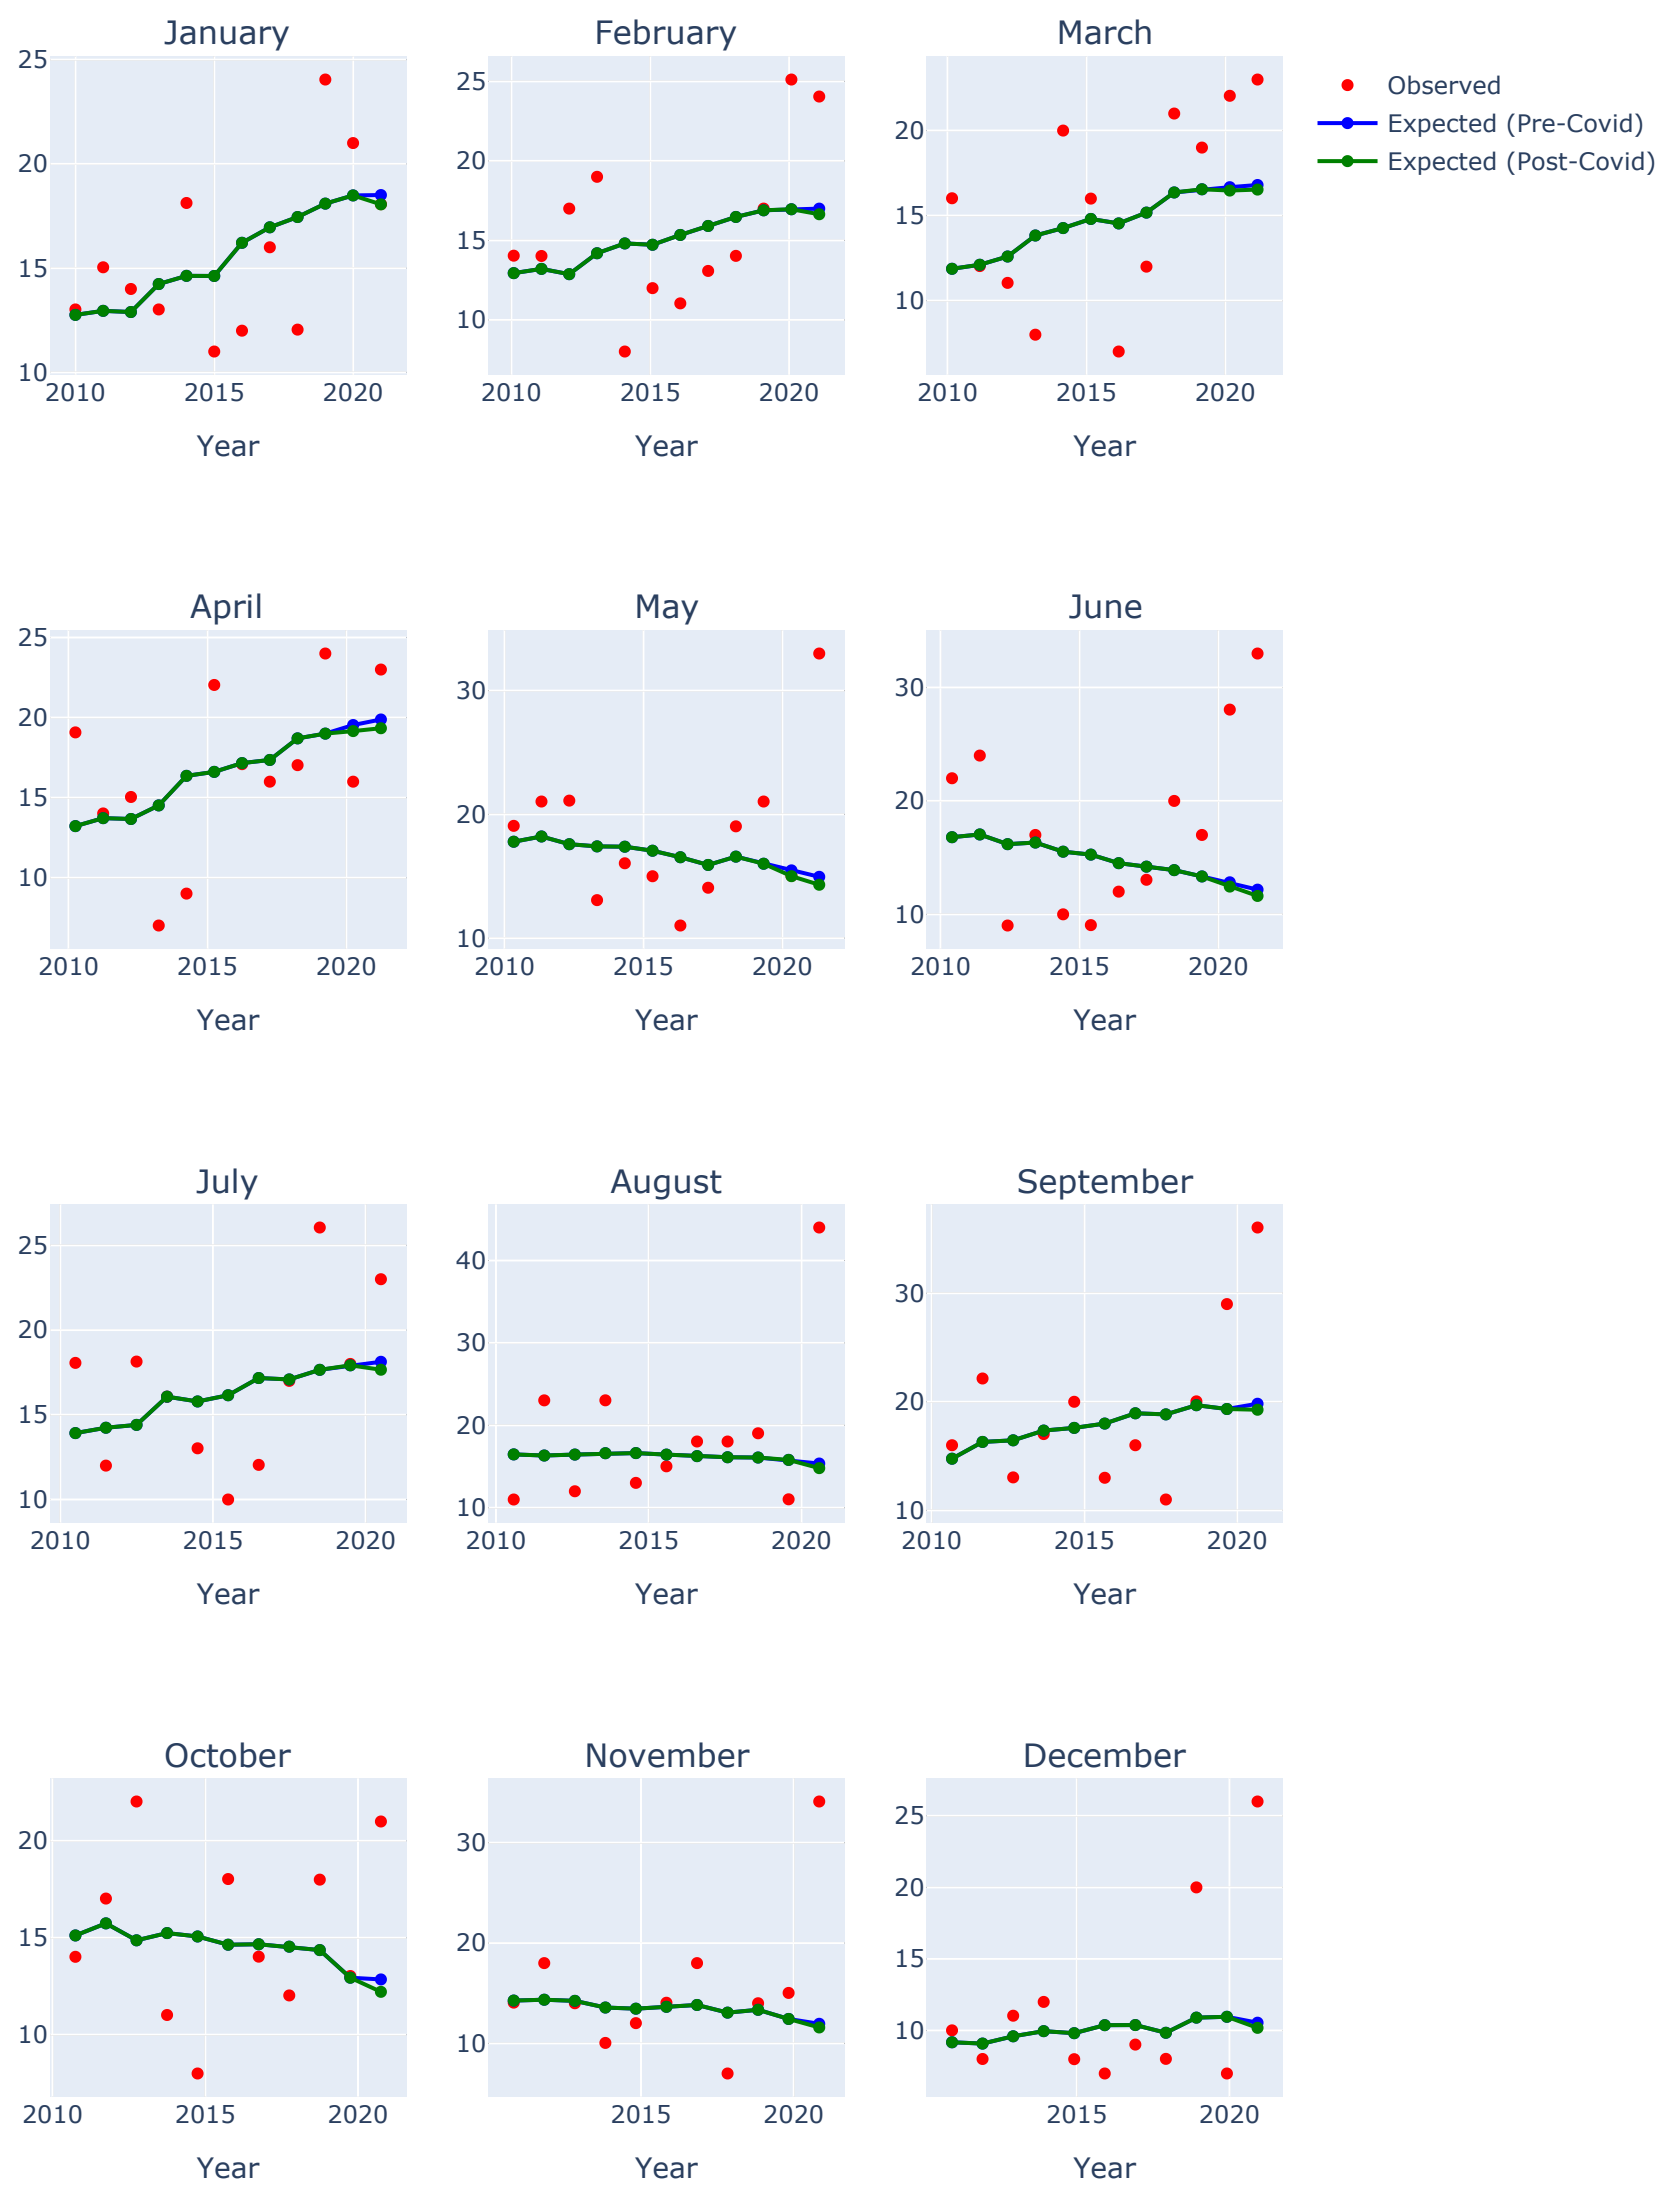 January
25
20
15
10
2010 2015 2020
Year
February
25
20
15
10
2010 2015 2020
Year
March
20
15
10
2010 2015 2020
Year
Observed
Expected (Pre-Covid)
Expected (Post-Covid)
April
25
20
15
10
2010 2015 2020
Year
May
30
20
10
2010 2015 2020
Year
June
30
20
10
2010 2015 2020
Year
July
25
20
15
10
2010 2015 2020
Year
August
40
30
20
10
2010 2015 2020
Year
September
30
20
10
2010 2015 2020
Year
October
20
15
10
2010 2015 2020
Year
November
30
20
10
2015 2020
Year
December
25
20
15
10
2015 2020
Year